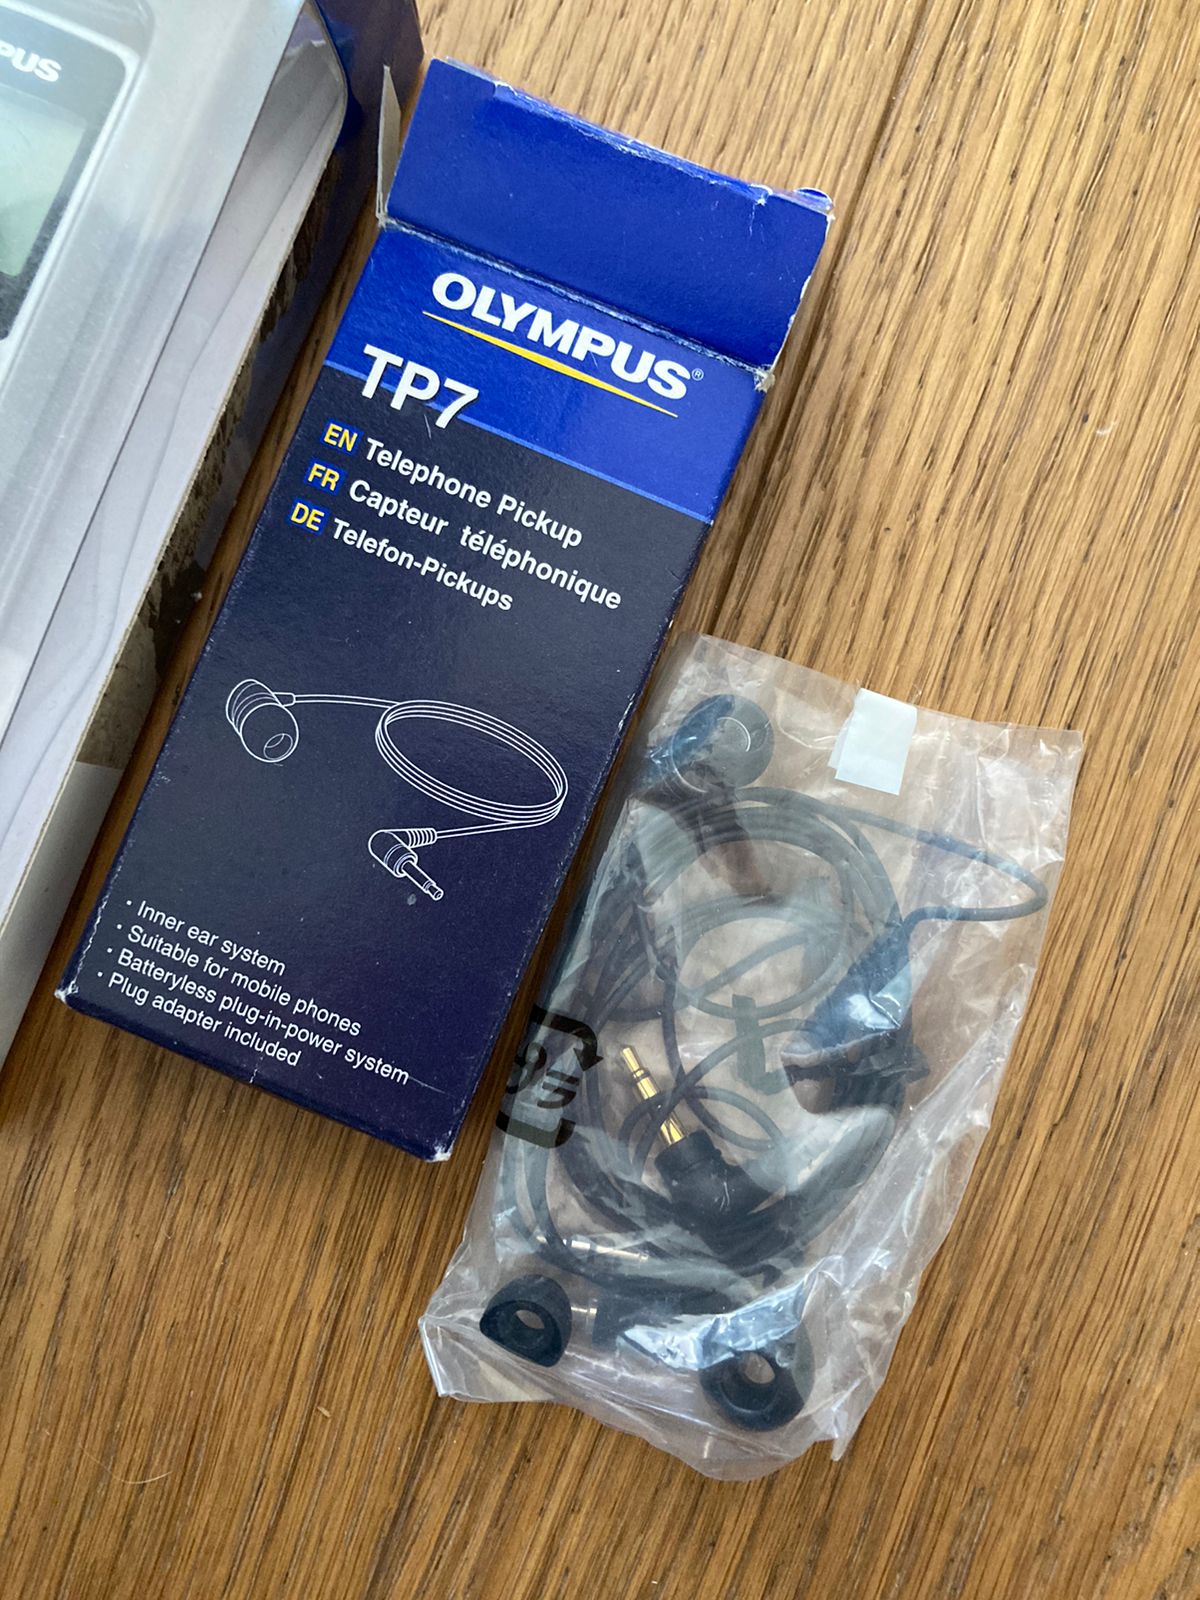 OLYMPUS®
TP7
EN Telephone Pickup
FR Capteur téléphonique
DE Telefon-Pickups
· Inner ear system
· Suitable for mobile phones
· Batteryless plug-in-power system
· Plug adapter included